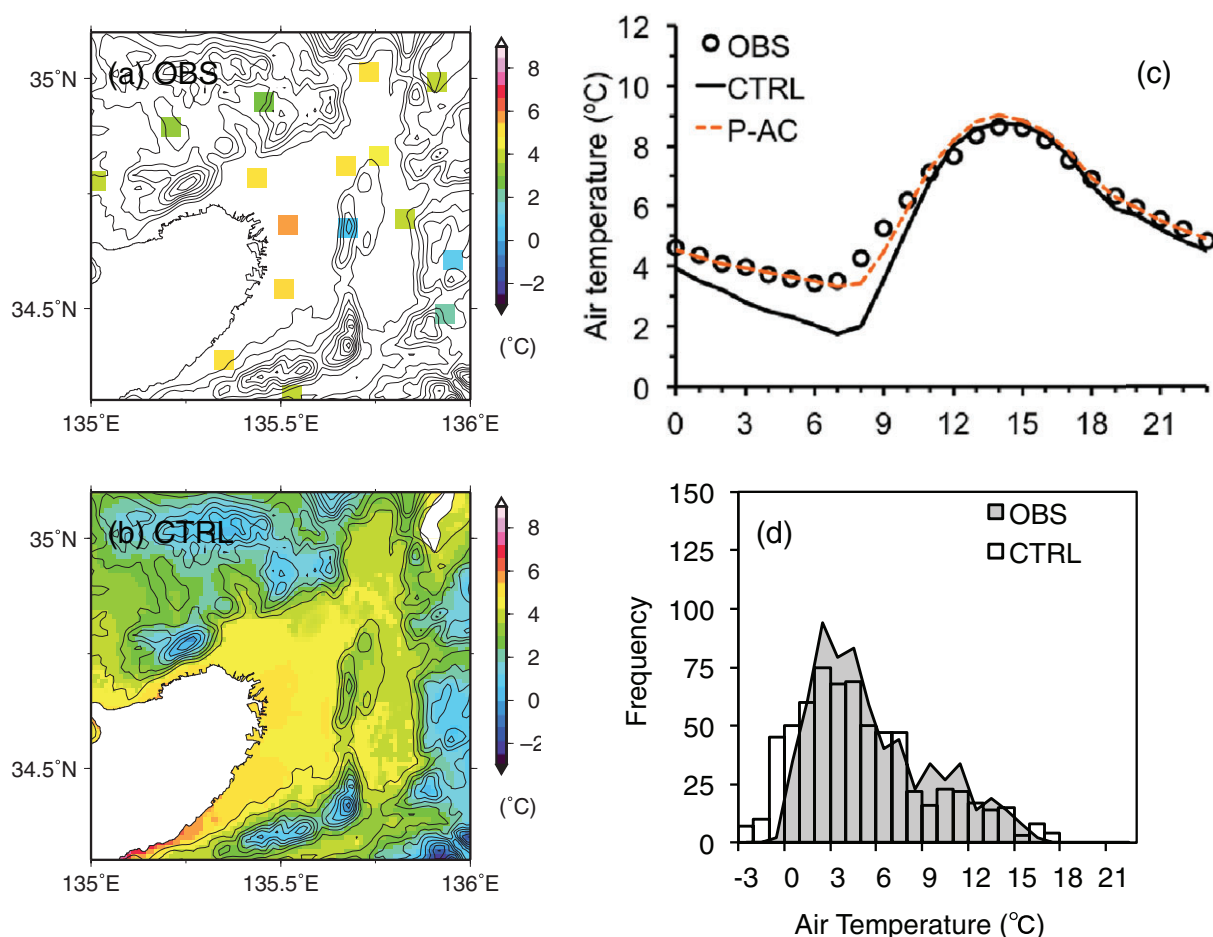 (a) OBS
35˚N
34.5˚N
135˚E
135.5˚E
136˚E
8
6
4
2
0
−2
(˚C)
(c)
OBS
CTRL
P-AC
Air temperature (ºC)
12
10
8
6
4
2
0
0
3
6
9
12
15
18
21
(b) CTRL
35˚N
34.5˚N
135˚E
135.5˚E
136˚E
8
6
4
2
0
−2
(˚C)
(d)
OBS
CTRL
Frequency
150
125
100
75
50
25
0
-3
0
3
6
9
12
15
18
21
Air Temperature (℃)